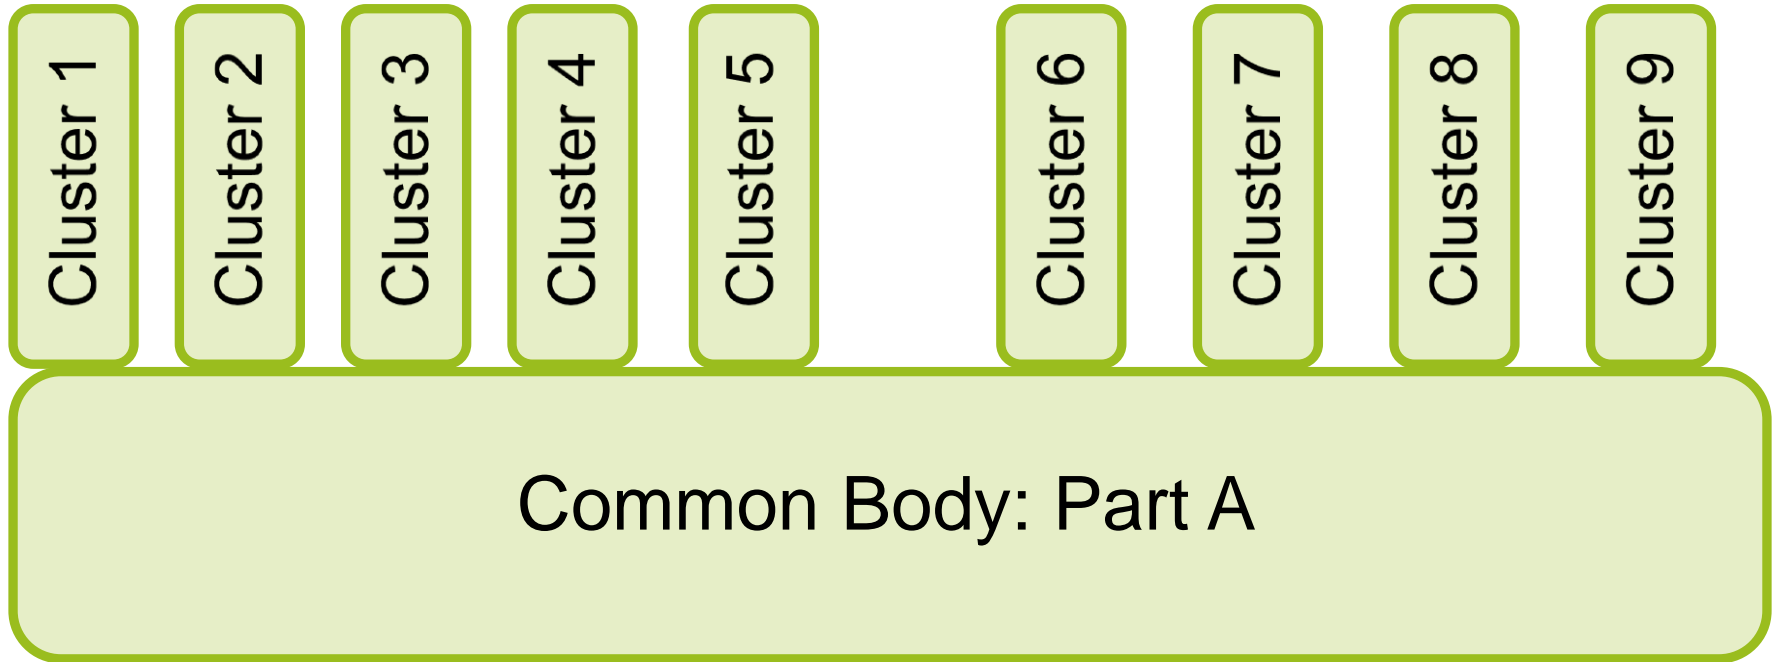 Cluster 1
Cluster 2
Cluster 3
Cluster 4
Cluster 5
Cluster 6
Cluster 7
Cluster 8
Cluster 9
Common Body: Part A